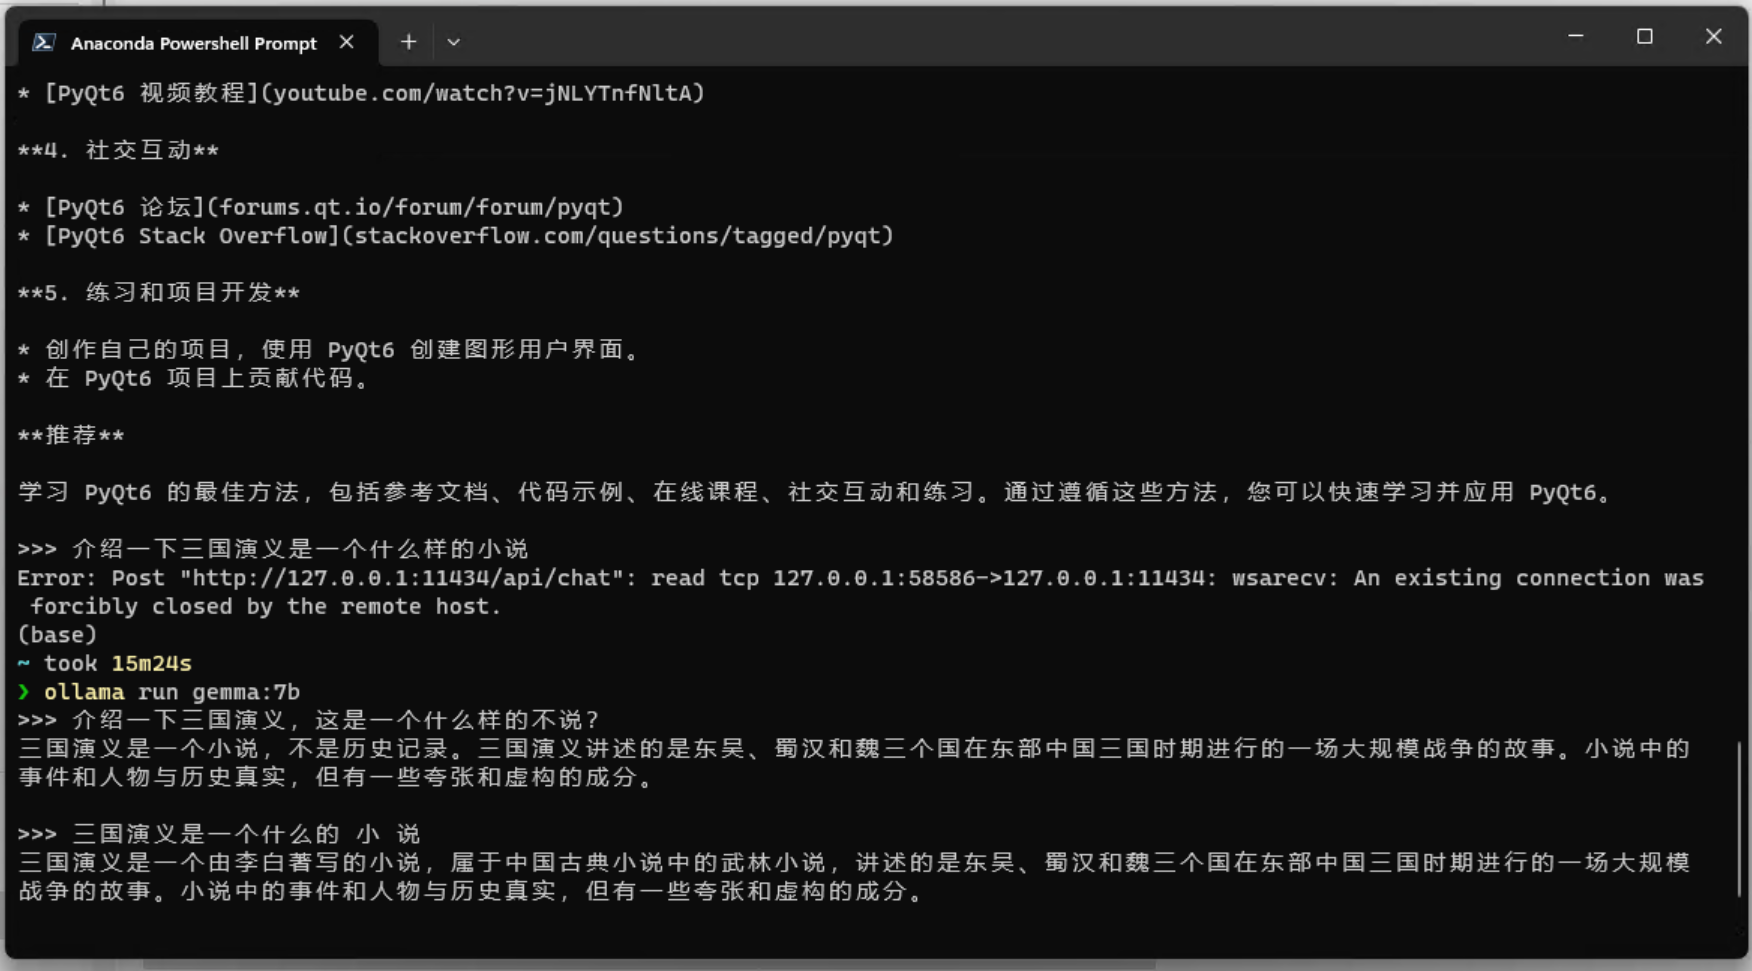 Anaconda Powershell Prompt
* [PyQt6 视频教程](youtube.com/watch?v=jNLYTnfNltA)
**4. 社交互动**
* [PyQt6 论坛](forums.qt.io/forum/forum/pyqt)
* [PyQt6 Stack Overflow](stackoverflow.com/questions/tagged/pyqt)
**5. 练习和项目开发**
* 创作自己的项目，使用 PyQt6 创建图形用户界面。
* 在 PyQt6 项目上贡献代码。
**推荐**
学习 PyQt6 的最佳方法，包括参考文档、代码示例、在线课程、社交互动和练习。通过遵循这些方法，您可以快速学习并应用 PyQt6。
>>> 介绍一下三国演义是一个什么样的小说
Error: Post "http://127.0.0.1:11434/api/chat": read tcp 127.0.0.1:58586->127.0.0.1:11434: wsarecv: An existing connection was
forcibly closed by the remote host.
(base)
~ took 15m24s
❯ ollama run gemma:7b
>>> 介绍一下三国演义，这是一个什么样的不说？
三国演义是一个小说，不是历史记录。三国演义讲述的是东吴、蜀汉和魏三个国在东部中国三国时期进行的一场大规模战争的故事。小说中的
事件和人物与历史真实，但有一些夸张和虚构的成分。
>>> 三国演义是一个什么的 小 说
三国演义是一个由李白著写的小说，属于中国古典小说中的武林小说，讲述的是东吴、蜀汉和魏三个国在东部中国三国时期进行的一场大规模
战争的故事。小说中的事件和人物与历史真实，但有一些夸张和虚构的成分。